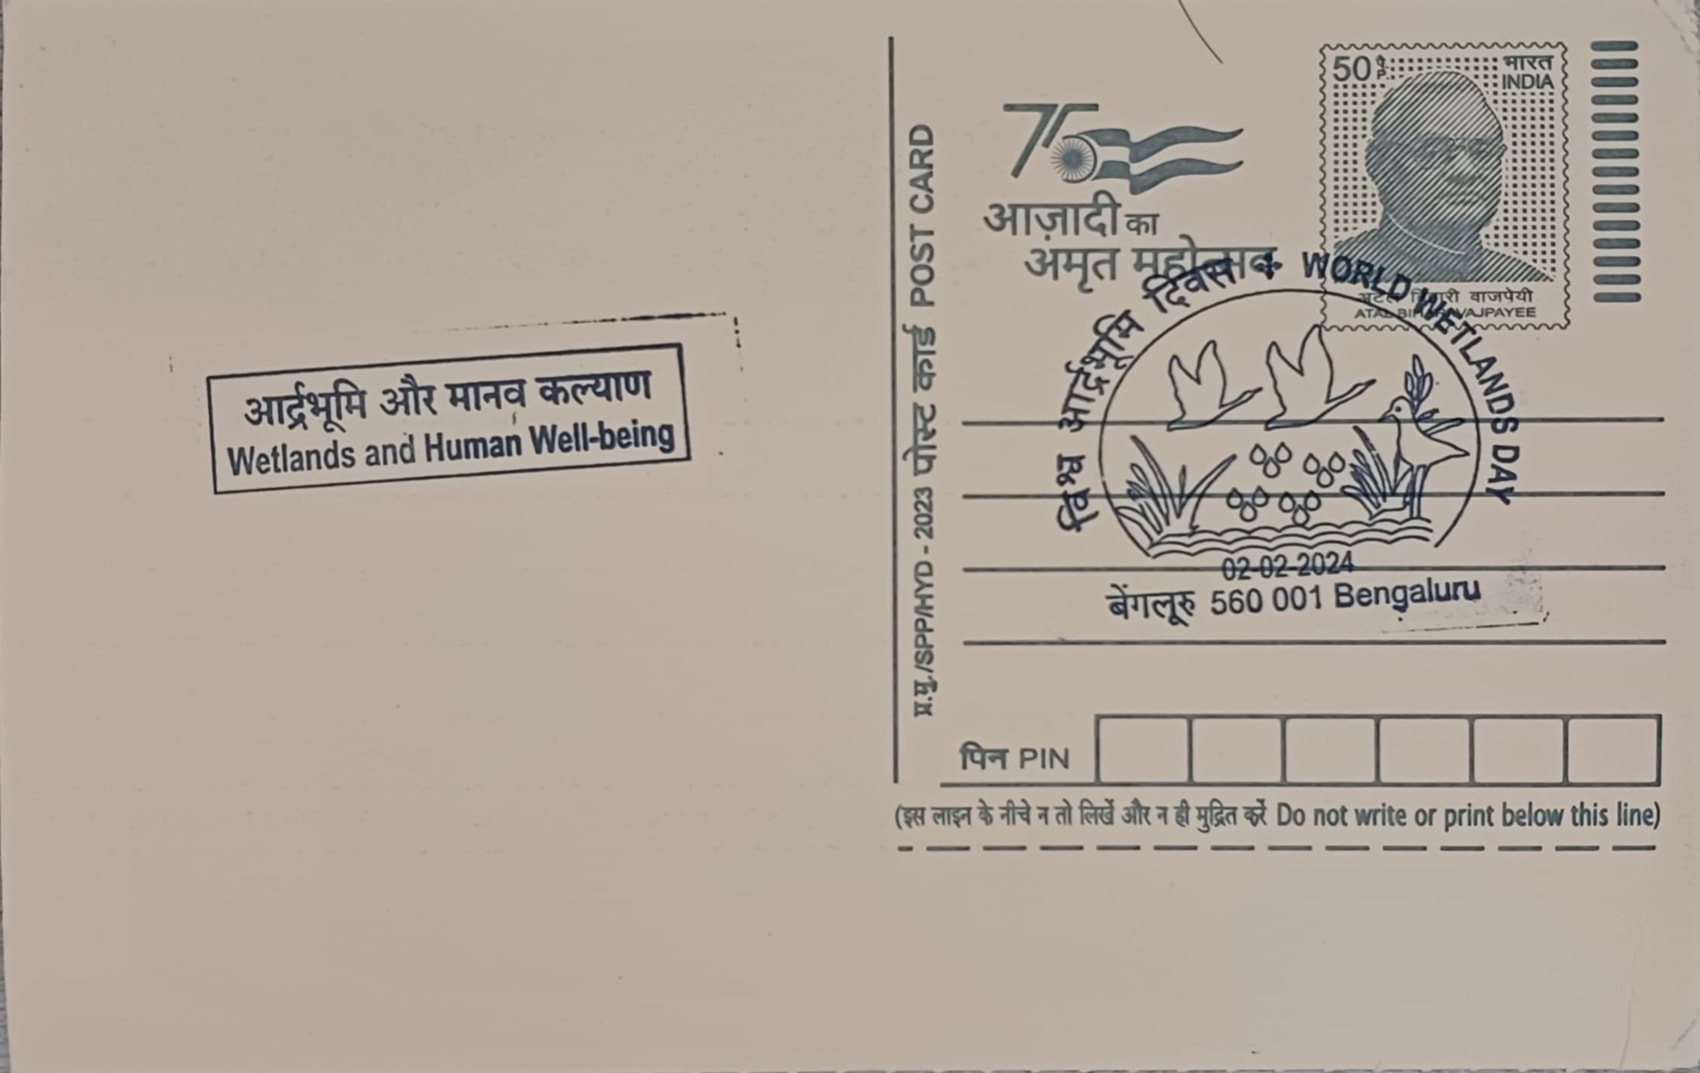 आर्द्रभूमि और मानव कल्याण
Wetlands and Human Well-being
प्र.मु./SPP/HYD - 2023 पोस्ट कार्ड POST CARD
75
आज़ादी का
अमृत महोत्सव
50 पै. P.
भारत
INDIA
अटल बिहारी वाजपेयी
ATAL BIHARI VAJPAYEE
विश्व आर्द्रभूमि दिवस + WORLD WETLANDS DAY
02-02-2024
बेंगलूरु 560 001 Bengaluru
पिन PIN
(इस लाइन के नीचे न तो लिखें और न ही मुद्रित करें Do not write or print below this line)